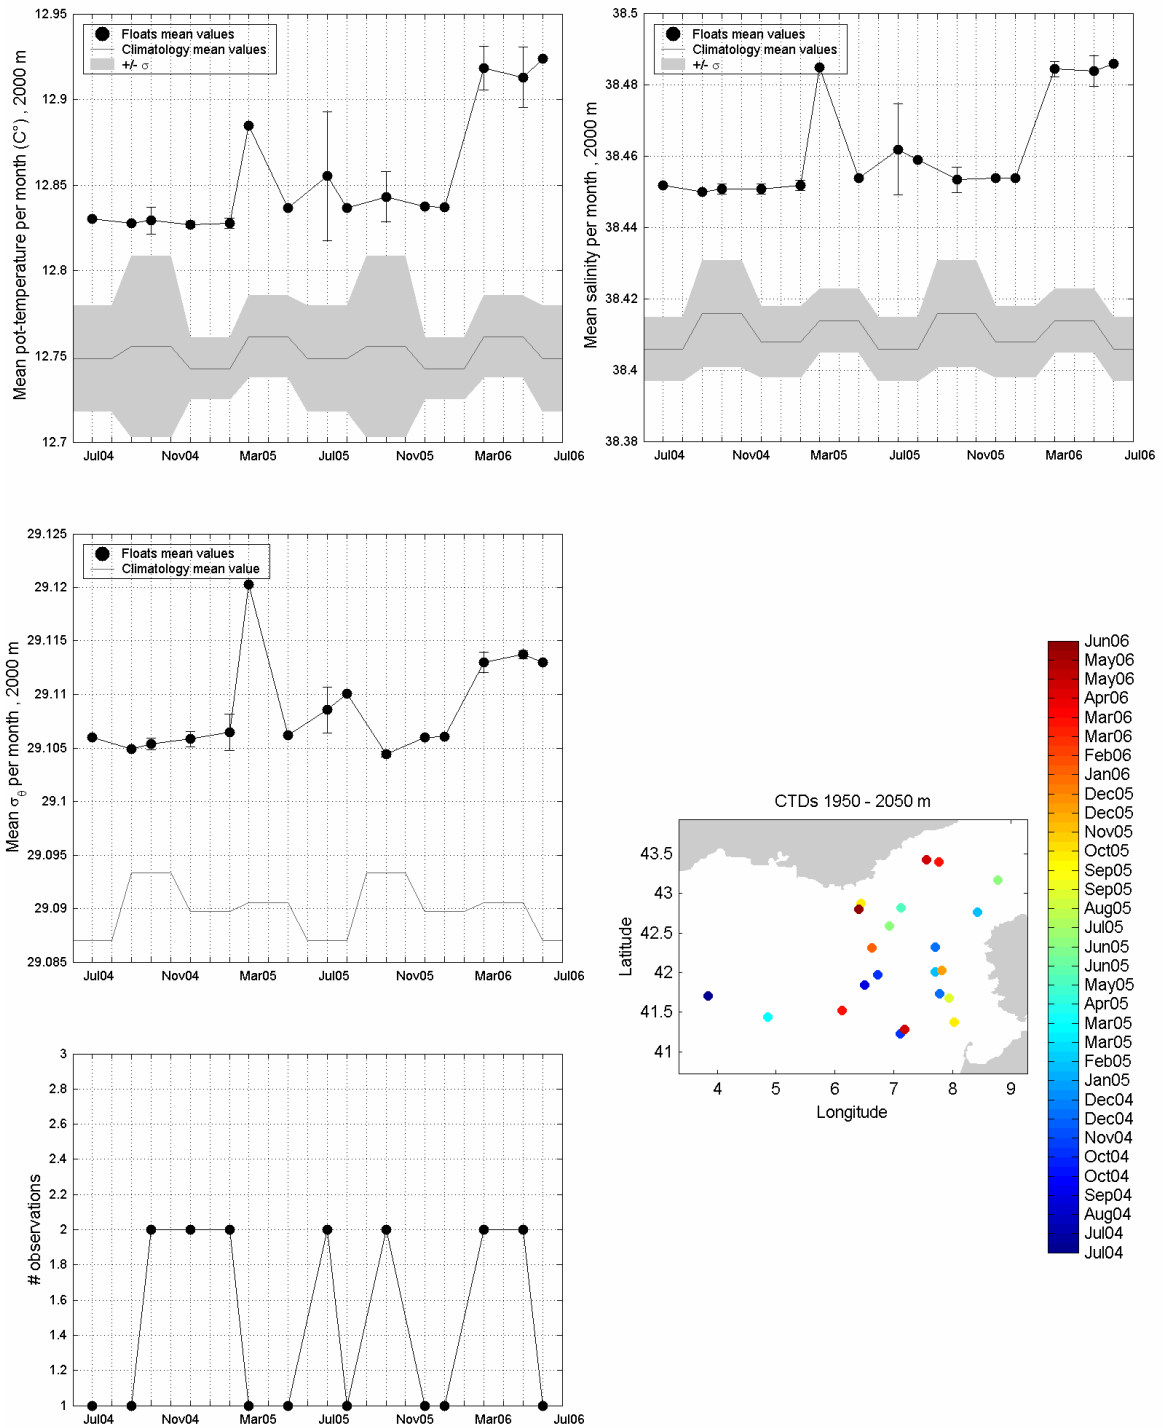 Mean pot-temperature per month (C°) , 2000 m
12.95
12.9
12.85
12.8
12.75
12.7
Floats mean values
Climatology mean values
+/- σ
Jul04 Nov04 Mar05 Jul05 Nov05 Mar06 Jul06
Mean salinity per month , 2000 m
38.5
38.48
38.46
38.44
38.42
38.4
38.38
Floats mean values
Climatology mean values
+/- σ
Jul04 Nov04 Mar05 Jul05 Nov05 Mar06 Jul06
Mean σθ per month , 2000 m
29.125
29.12
29.115
29.11
29.105
29.1
29.095
29.09
29.085
Floats mean values
Climatology mean value
Jul04 Nov04 Mar05 Jul05 Nov05 Mar06 Jul06
CTDs 1950 - 2050 m
Latitude
43.5
43
42.5
42
41.5
41
4 5 6 7 8 9
Longitude
Jun06
May06
May06
Apr06
Mar06
Mar06
Feb06
Jan06
Dec05
Dec05
Nov05
Oct05
Sep05
Sep05
Aug05
Jul05
Jun05
Jun05
May05
Apr05
Mar05
Mar05
Feb05
Jan05
Dec04
Dec04
Nov04
Oct04
Oct04
Sep04
Aug04
Jul04
Jul04
# observations
3
2.8
2.6
2.4
2.2
2
1.8
1.6
1.4
1.2
1
Jul04 Nov04 Mar05 Jul05 Nov05 Mar06 Jul06